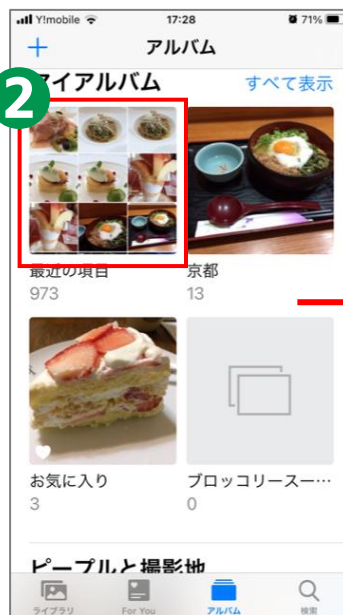 Y!mobile 17:28 71%
アルバム
マイアルバム すべて表示
2
最近の項目 京都
973 13
お気に入り ブロッコリースー…
3 0
ピープルと撮影地
ライブラリ For You アルバム 検索